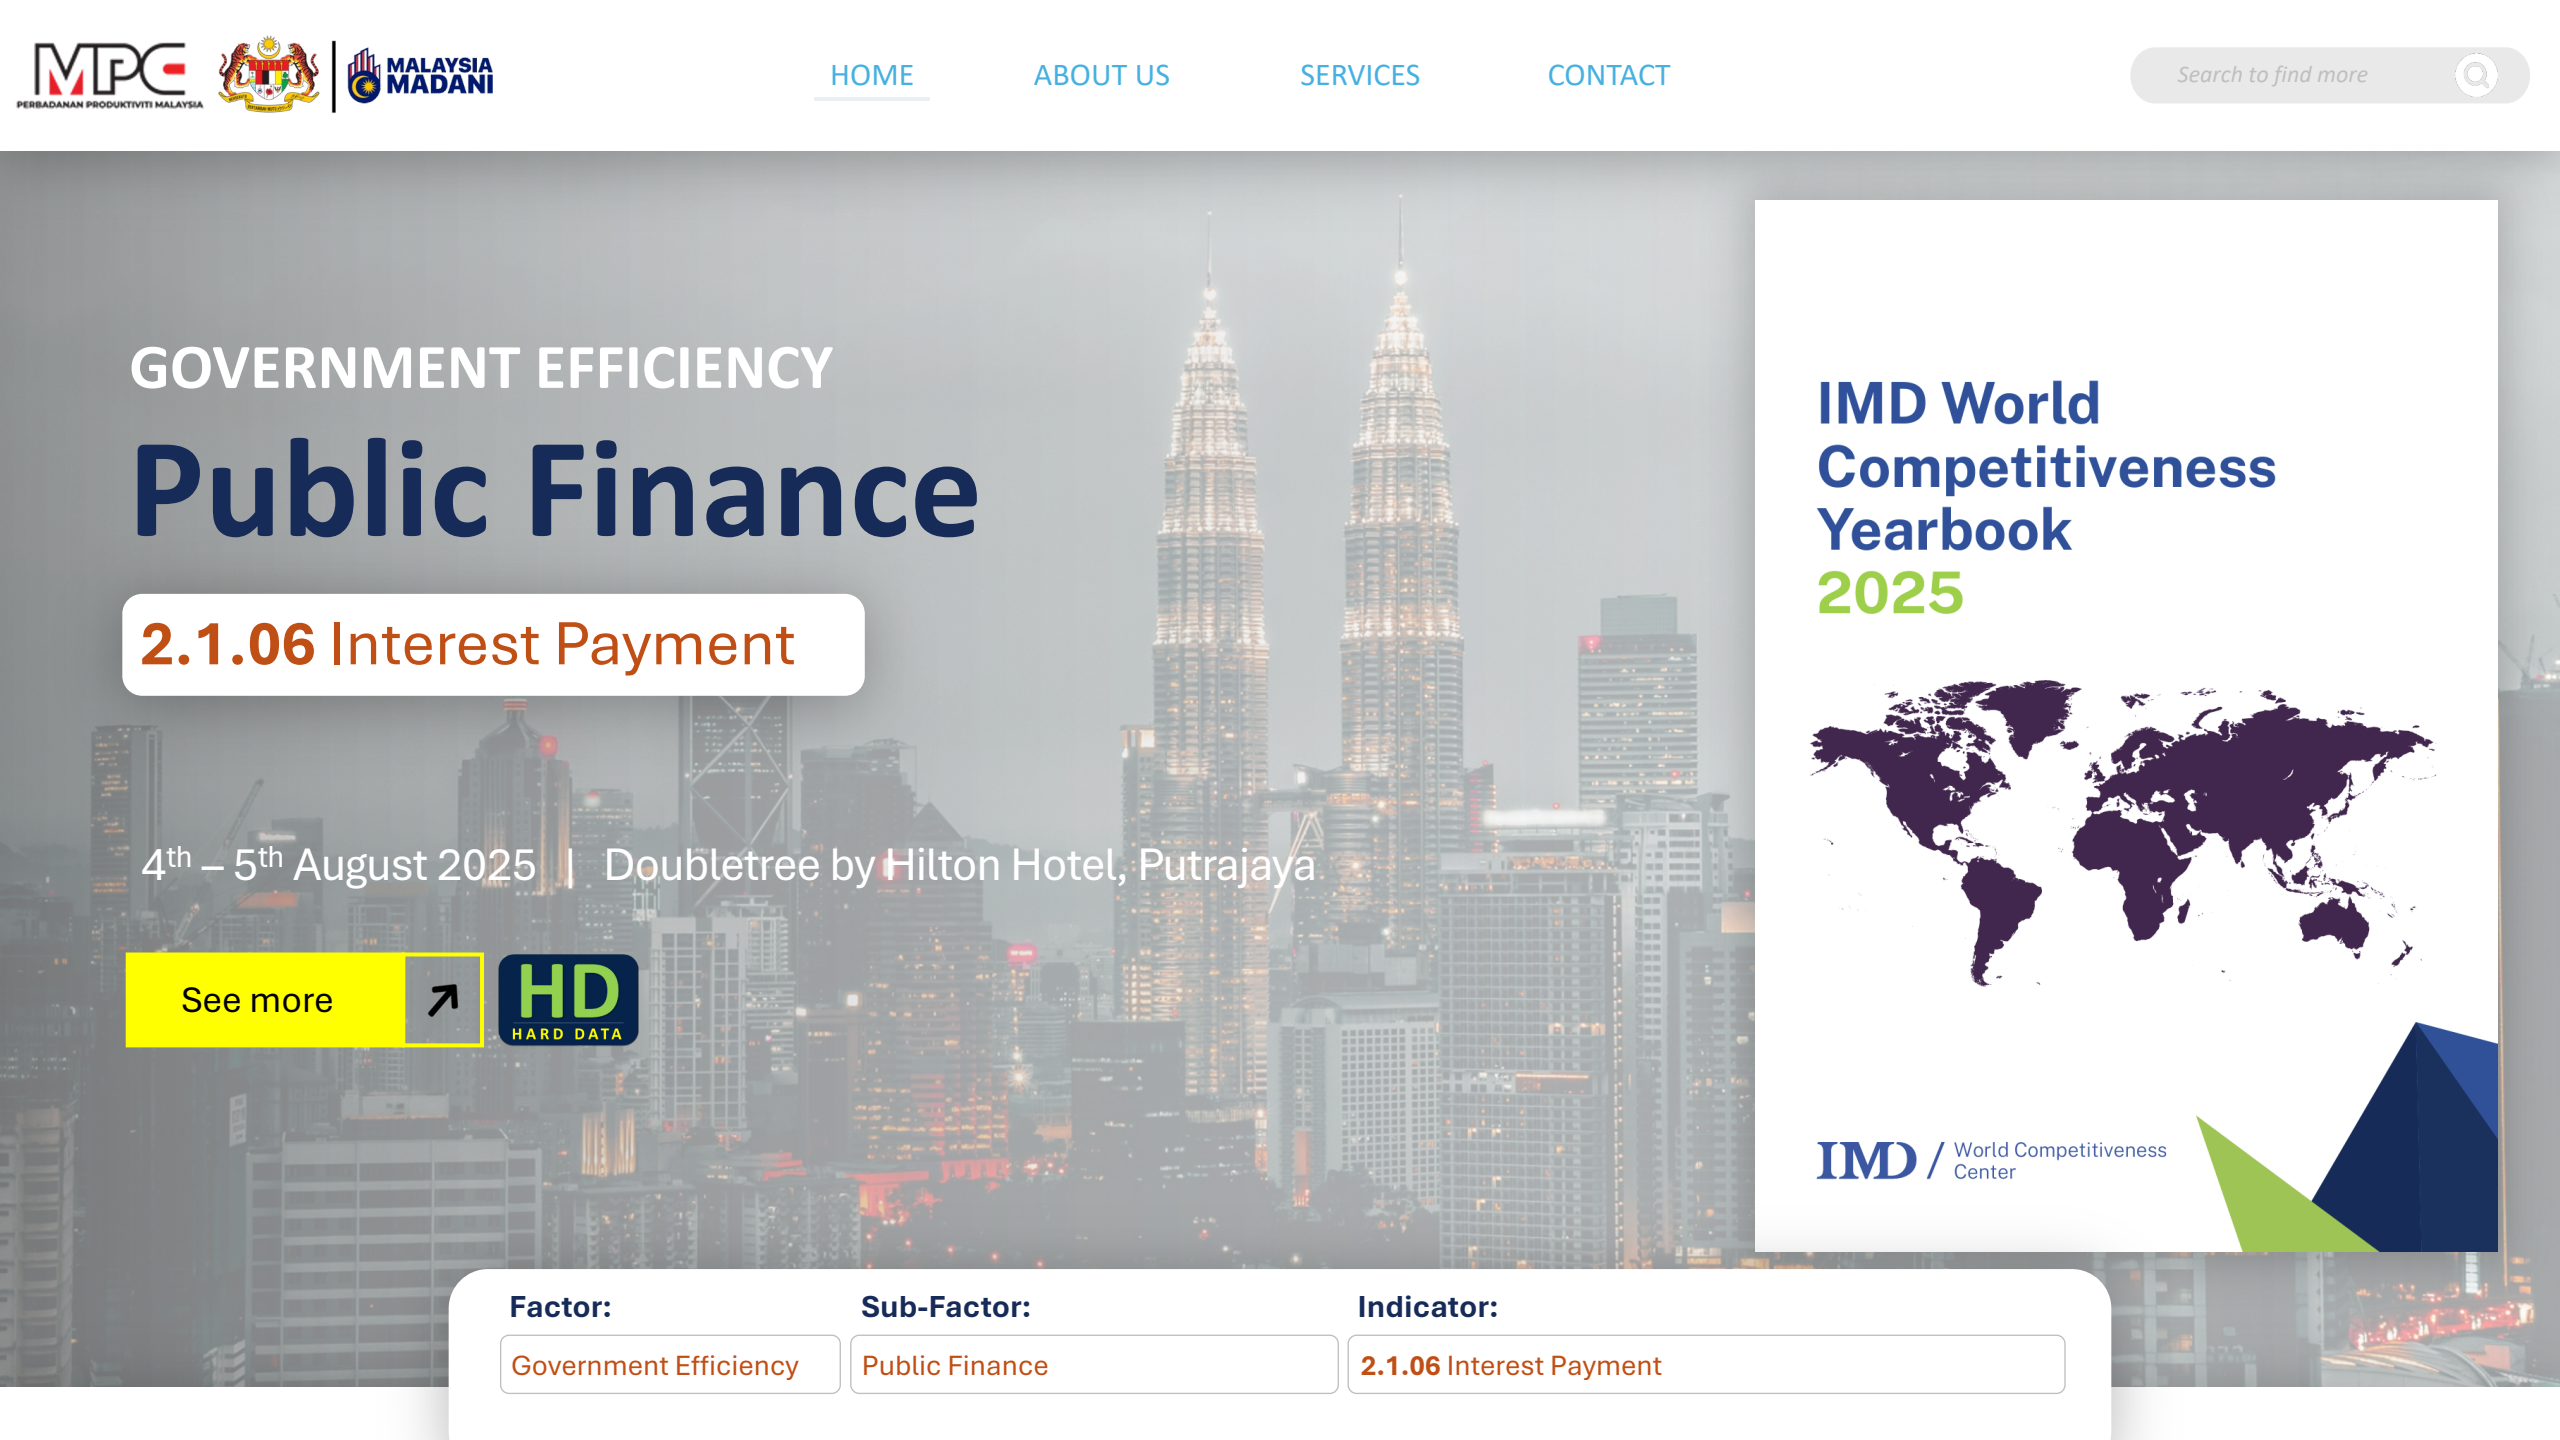 MPC
PERBADANAN PRODUKTIVITI MALAYSIA
MALAYSIA
MADANI
HOME
ABOUT US
SERVICES
CONTACT
Search to find more
GOVERNMENT EFFICIENCY
Public Finance
2.1.06 Interest Payment
4th – 5th August 2025 | Doubletree by Hilton Hotel, Putrajaya
See more
HD
HARD DATA
IMD World
Competitiveness
Yearbook
2025
IMD / World Competitiveness
Center
Factor:
Sub-Factor:
Indicator:
Government Efficiency
Public Finance
2.1.06 Interest Payment